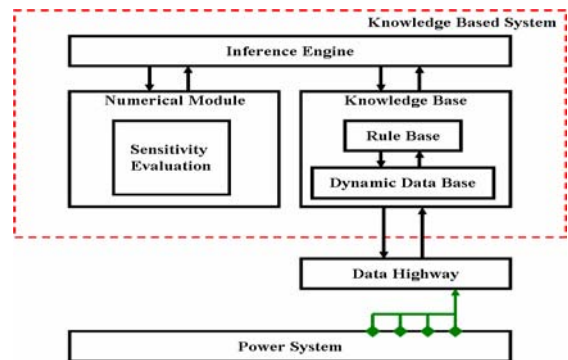 Knowledge Based System
Inference Engine
Numerical Module
Sensitivity
Evaluation
Knowledge Base
Rule Base
Dynamic Data Base
Data Highway
Power System